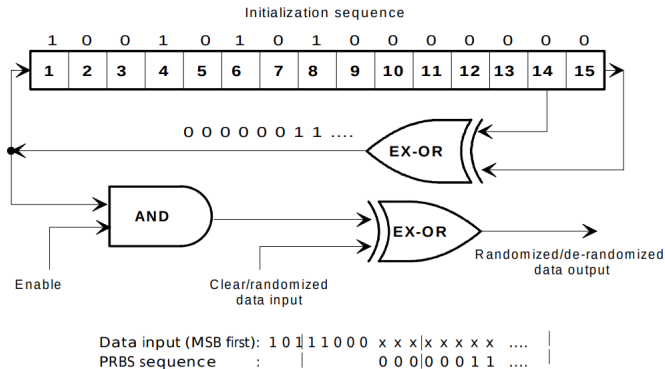 Initialization sequence
1 0 0 1 0 1 0 1 0 0 0 0 0 0 0
1 2 3 4 5 6 7 8 9 10 11 12 13 14 15
0 0 0 0 0 0 1 1 ....
EX-OR
AND
EX-OR
Enable
Clear/randomized
data input
Randomized/de-randomized
data output
Data input (MSB first): 1 0 1 1 1 0 0 0 x x x x x x x x ....
PRBS sequence : 0 0 0 0 0 0 1 1 ....